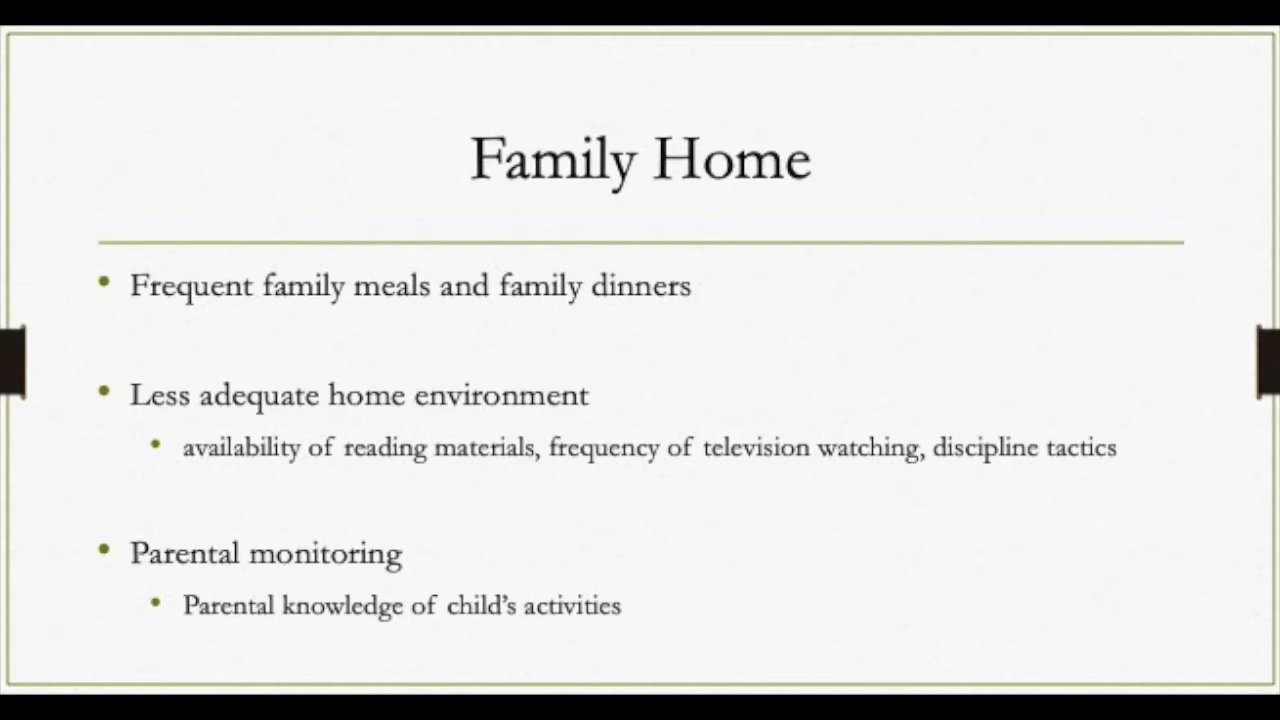 Family Home
• Frequent family meals and family dinners
• Less adequate home environment
• availability of reading materials, frequency of television watching, discipline tactics
• Parental monitoring
• Parental knowledge of child's activities